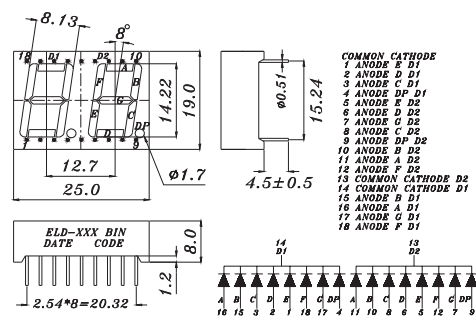 8.13
8°
18 D1 D2 10
A
F B
G
E C
D DP
1 9
14.22
19.0
12.7
ø1.7
25.0
ø0.51
15.24
4.5±0.5
COMMON CATHODE
1 ANODE E D1
2 ANODE D D1
3 ANODE C D1
4 ANODE DP D1
5 ANODE E D2
6 ANODE D D2
7 ANODE G D2
8 ANODE C D2
9 ANODE DP D2
10 ANODE B D2
11 ANODE A D2
12 ANODE F D2
13 COMMON CATHODE D2
14 COMMON CATHODE D1
15 ANODE B D1
16 ANODE A D1
17 ANODE G D1
18 ANODE F D1
ELD-XXX BIN
DATE CODE
8.0
1.2
2.54*8=20.32
14 13
D1 D2
A B C D E F G DP A B C D E F G DP
16 15 3 2 1 18 17 4 11 10 8 6 5 12 7 9